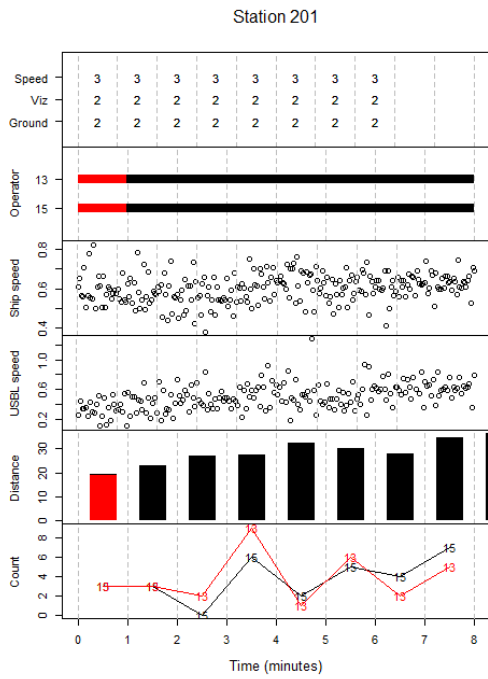 Station 201
Speed 3 3 3 3 3 3 3 3
Viz 2 2 2 2 2 2 2 2
Ground 2 2 2 2 2 2 2 2
Operator
13
15
Ship speed
0.8
0.6
0.4
USBL speed
1.0
0.6
0.2
Distance
30
20
10
0
Count
8
6
4
2
0
13 13 13 13 13 13
15 15 15 15 15 15 15
0 1 2 3 4 5 6 7 8
Time (minutes)